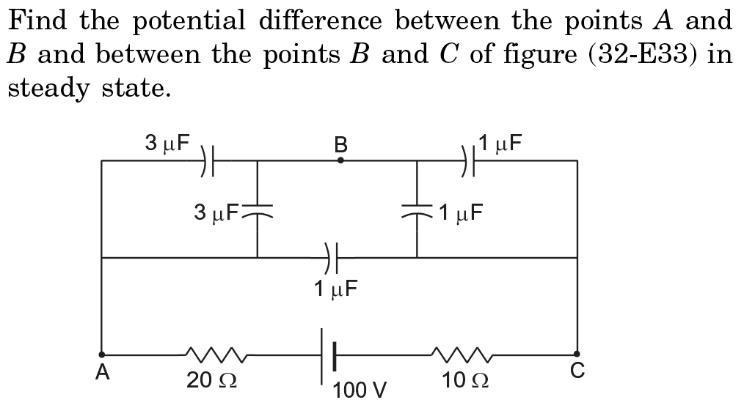 Find the potential difference between the points A and
B and between the points B and C of figure (32-E33) in
steady state.
3 μF
B
1 μF
3 μF
1 μF
1 μF
A
20 Ω
100 V
10 Ω
C